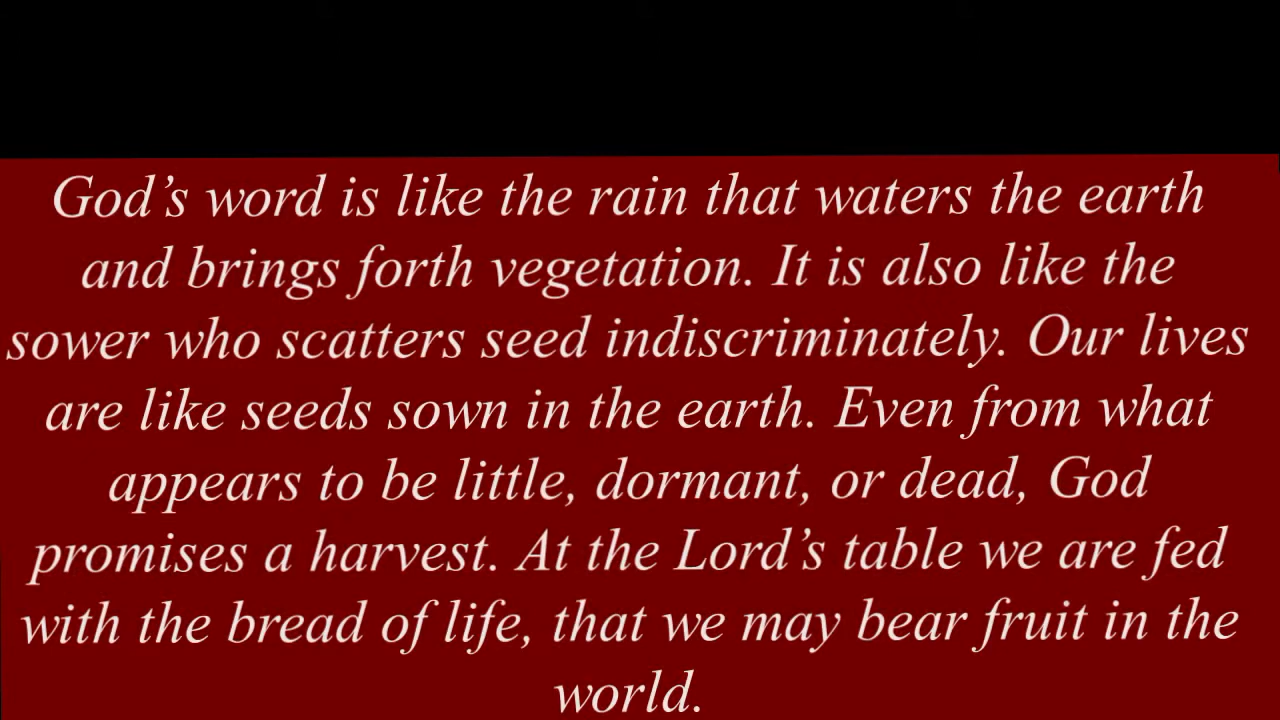 God’s word is like the rain that waters the earth
and brings forth vegetation. It is also like the
sower who scatters seed indiscriminately. Our lives
are like seeds sown in the earth. Even from what
appears to be little, dormant, or dead, God
promises a harvest. At the Lord’s table we are fed
with the bread of life, that we may bear fruit in the
world.